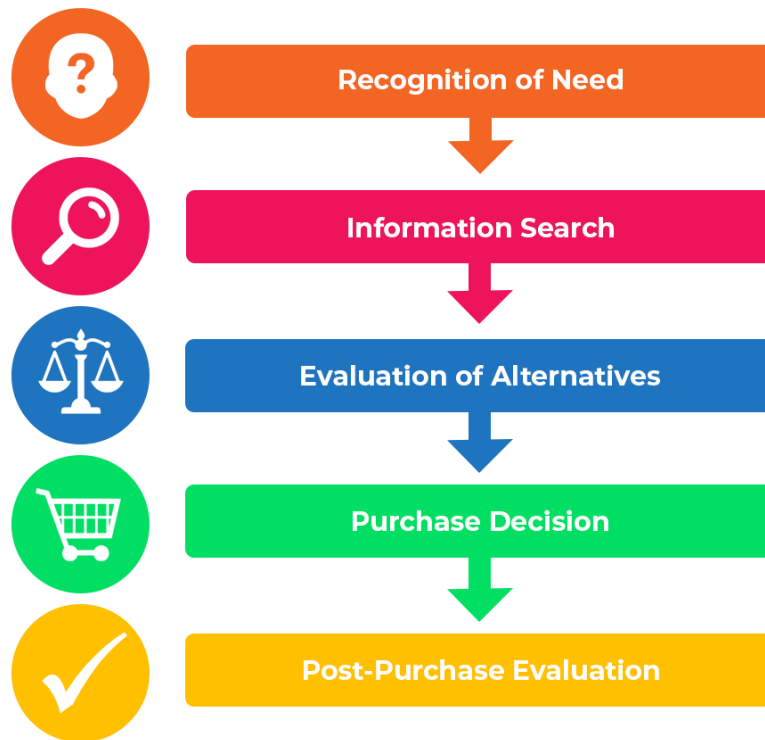 ?
Recognition of Need
Information Search
Evaluation of Alternatives
Purchase Decision
Post-Purchase Evaluation